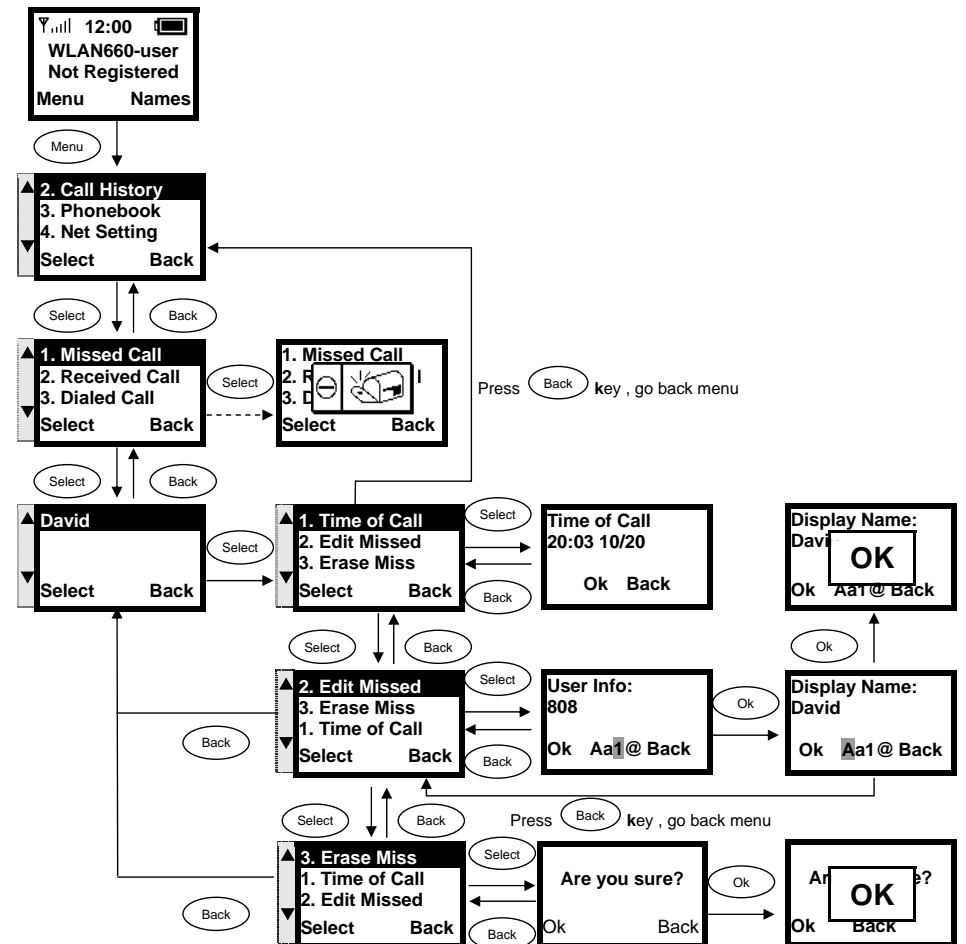 12:00
WLAN660-user
Not Registered
Menu Names
Menu
2. Call History
3. Phonebook
4. Net Setting
Select Back
Select
Back
1. Missed Call
2. Received Call
3. Dialed Call
Select Back
Select
1. Missed Call
2. R l
3. D
Select Back
Press Back key , go back menu
Select
Back
David
Select Back
Select
1. Time of Call
2. Edit Missed
3. Erase Miss
Select Back
Select
Back
Time of Call
20:03 10/20
Ok Back
Display Name:
Davi
OK
Ok Aa1@ Back
Ok
Select
Back
2. Edit Missed
3. Erase Miss
1. Time of Call
Select Back
Select
Back
User Info:
808
Ok Aa1@ Back
Ok
Display Name:
David
Ok Aa1@ Back
Back
Select
Back
Press Back key , go back menu
3. Erase Miss
1. Time of Call
2. Edit Missed
Select Back
Select
Back
Are you sure?
Ok Back
Ok
Ar e?
OK
Ok Back
Back